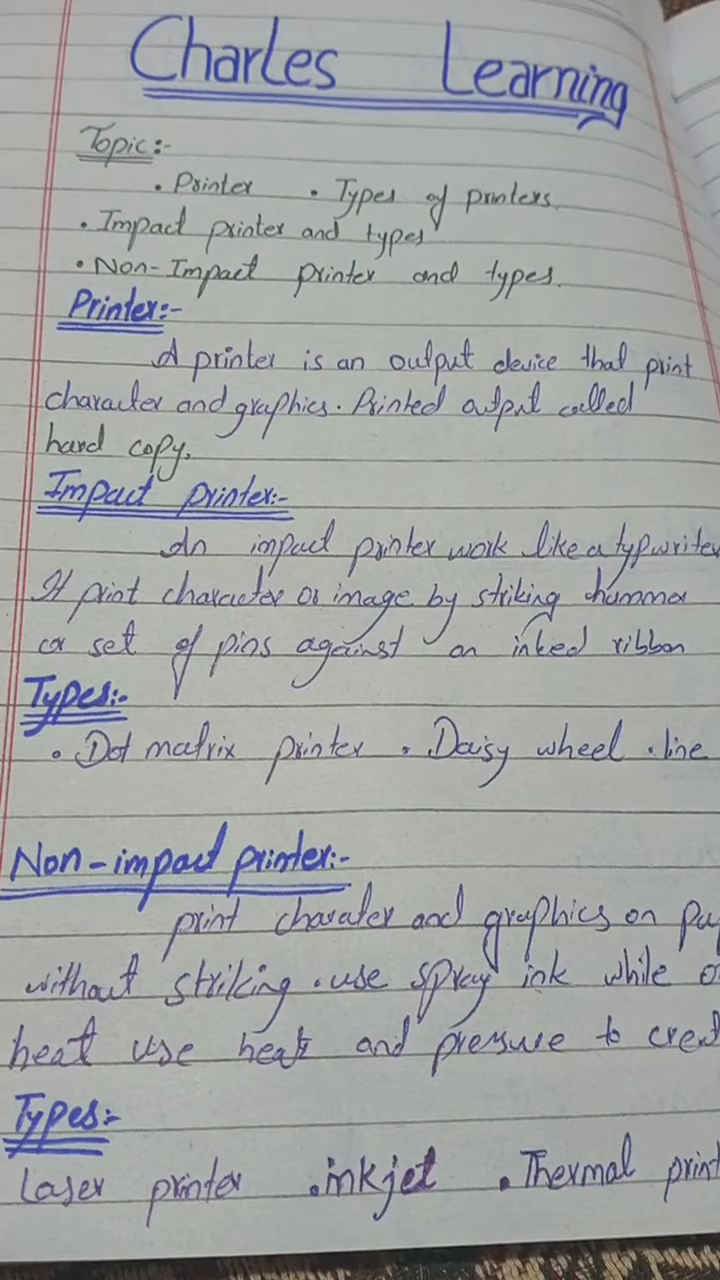 Charles Learning
Topic:-
. Printer . Types of printers.
. Impact printer and types
. Non-Impact printer and types.
Printer:-
A printer is an output device that print
character and graphics. Printed output called
hard copy.
Impact printer:-
An impact printer work like a typwriter
It print character or image by striking hammer
or set of pins against an inked ribbon
Types:-
. Dot matrix printer . Daisy wheel . line
Non-impact printer:-
print charater and graphics on
without striking . use spray ink while
heat use heat and pressure to
Types:-
Laser printer . inkjet . Thermal print